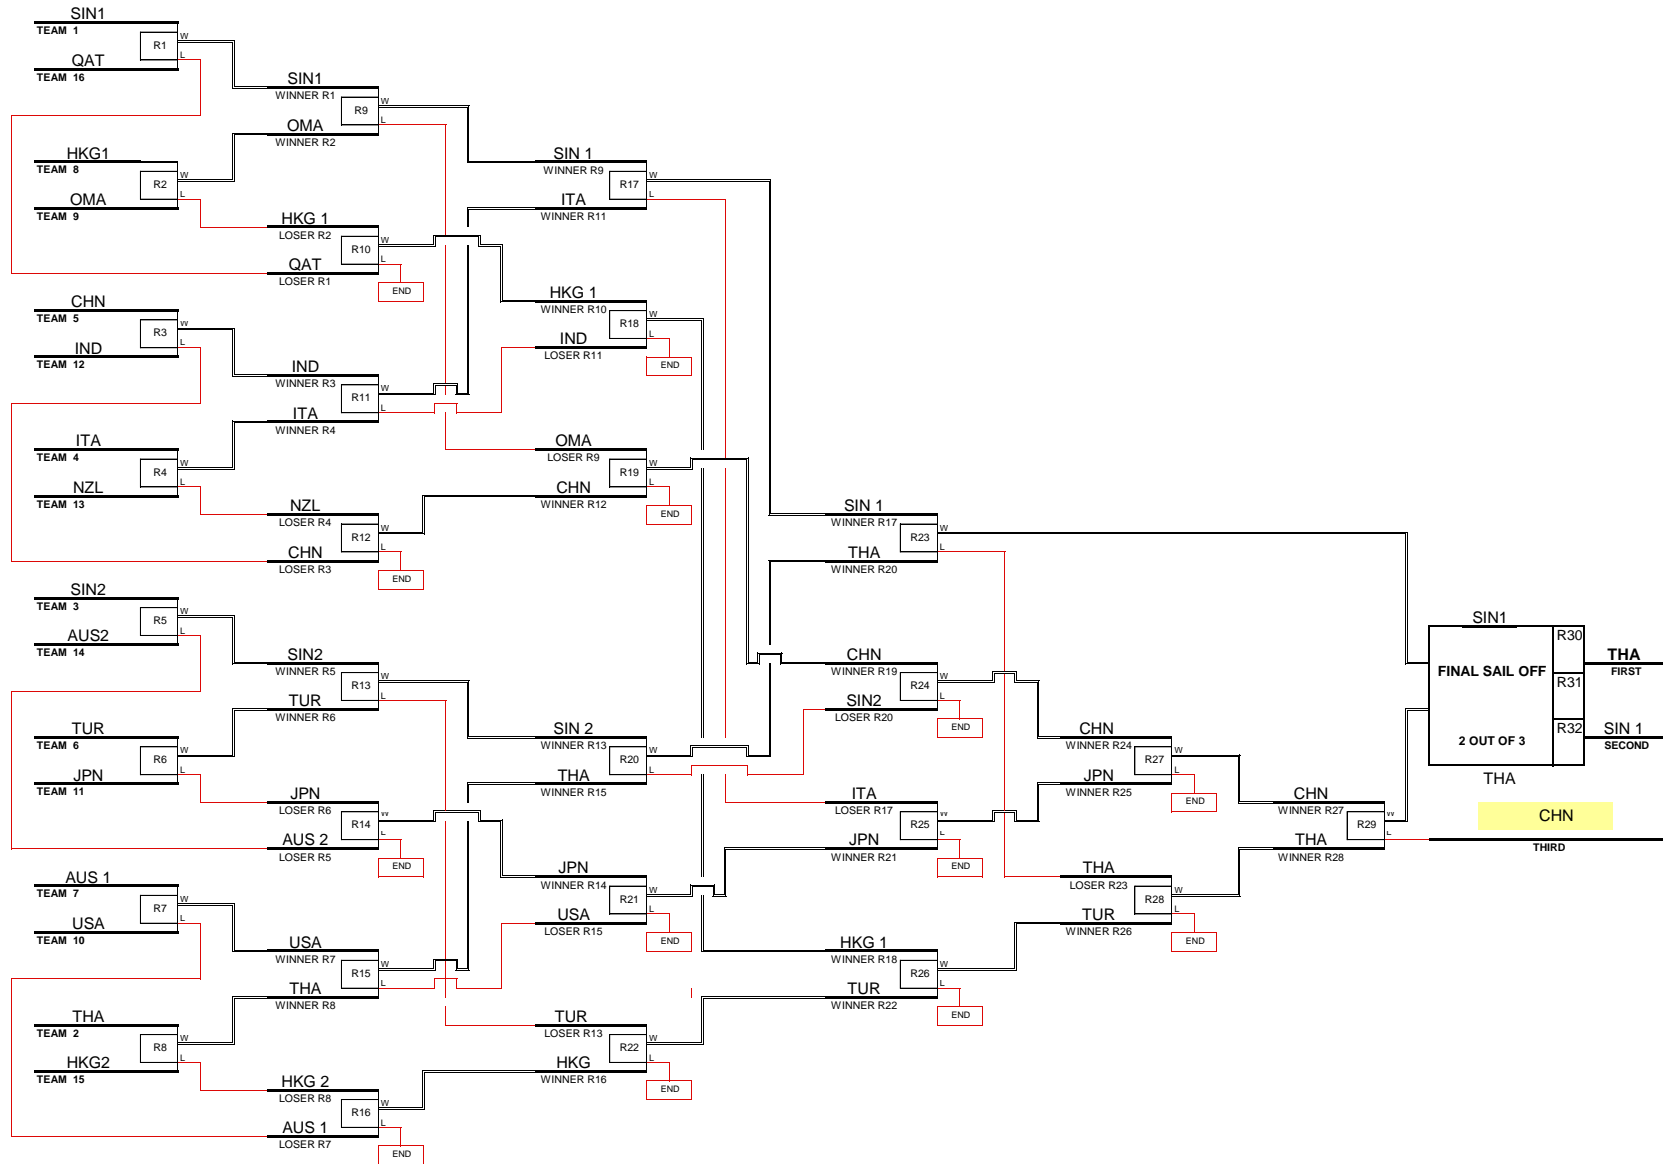 SIN1
TEAM 1
R1
W
L
QAT
TEAM 16
HKG1
TEAM 8
R2
W
L
OMA
TEAM 9
CHN
TEAM 5
R3
W
L
IND
TEAM 12
ITA
TEAM 4
R4
W
L
NZL
TEAM 13
SIN2
TEAM 3
R5
W
L
AUS2
TEAM 14
TUR
TEAM 6
R6
W
L
JPN
TEAM 11
AUS 1
TEAM 7
R7
W
L
USA
TEAM 10
THA
TEAM 2
R8
W
L
HKG2
TEAM 15
SIN1
WINNER R1
R9
W
L
OMA
WINNER R2
HKG 1
LOSER R2
R10
W
L
QAT
LOSER R1
END
IND
WINNER R3
R11
W
L
ITA
WINNER R4
NZL
LOSER R4
R12
W
L
CHN
LOSER R3
END
SIN2
WINNER R5
R13
W
L
TUR
WINNER R6
JPN
LOSER R6
R14
W
L
AUS 2
LOSER R5
END
USA
WINNER R7
R15
W
L
THA
WINNER R8
HKG 2
LOSER R8
R16
W
L
AUS 1
LOSER R7
END
SIN 1
WINNER R9
R17
W
L
ITA
WINNER R11
HKG 1
WINNER R10
R18
W
L
IND
LOSER R11
END
OMA
LOSER R9
R19
W
L
CHN
WINNER R12
END
SIN 2
WINNER R13
R20
W
L
THA
WINNER R15
JPN
WINNER R14
R21
W
L
USA
LOSER R15
END
TUR
LOSER R13
R22
W
L
HKG
WINNER R16
END
SIN 1
WINNER R17
R23
W
L
THA
WINNER R20
CHN
WINNER R19
R24
W
L
SIN2
LOSER R20
END
ITA
LOSER R17
R25
W
L
JPN
WINNER R21
END
HKG 1
WINNER R18
R26
W
L
TUR
WINNER R22
END
CHN
WINNER R24
R27
W
L
JPN
WINNER R25
END
THA
LOSER R23
R28
W
L
TUR
WINNER R26
END
CHN
WINNER R27
R29
W
L
THA
WINNER R28
SIN1
R30
FINAL SAIL OFF
R31
R32
2 OUT OF 3
THA
THA
FIRST
SIN 1
SECOND
CHN
THIRD